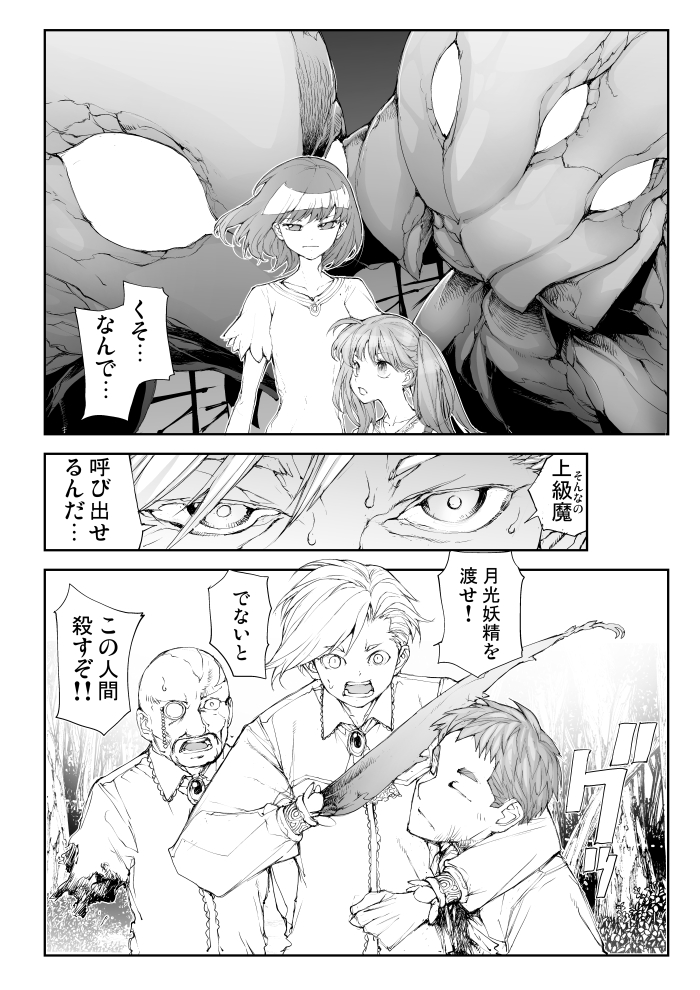 くそ…
なんで…
そんなの
上級魔
呼び出せ
るんだ…
月光妖精を
渡せ！
でないと
この人間
殺すぞ!!
グッ